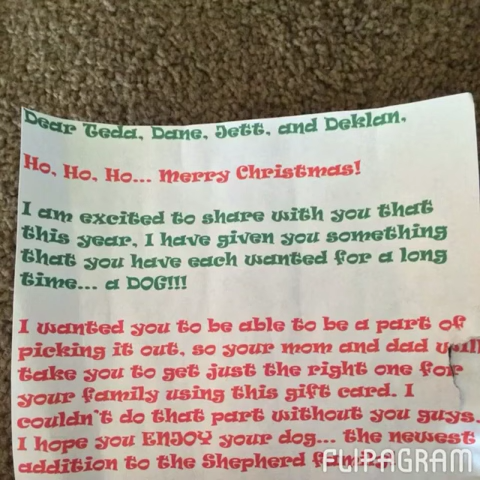 Dear Teda, Dane, Jett, and Deklan,
Ho, Ho, Ho... Merry Christmas!
I am excited to share with you that
this year, I have given you something
that you have each wanted for a long
time... a DOG!!!
I wanted you to be able to be a part of
picking it out, so your mom and dad will
take you to get just the right one for
your family using this gift card. I
couldn't do that part without you guys.
I hope you ENJOY your dog... the newest
addition to the Shepherd family!
FLIPAGRAM